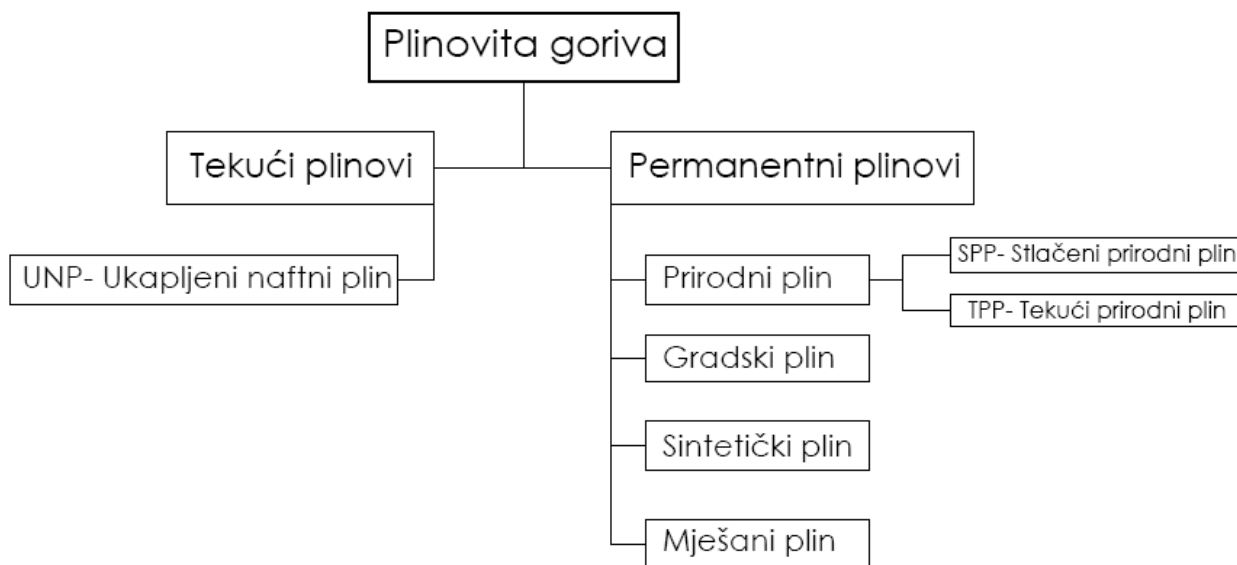 Plinovita goriva
Tekući plinovi
Permanentni plinovi
UNP- Ukapljeni naftni plin
Prirodni plin
SPP- Stlačeni prirodni plin
TPP- Tekući prirodni plin
Gradski plin
Sintetički plin
Mješani plin